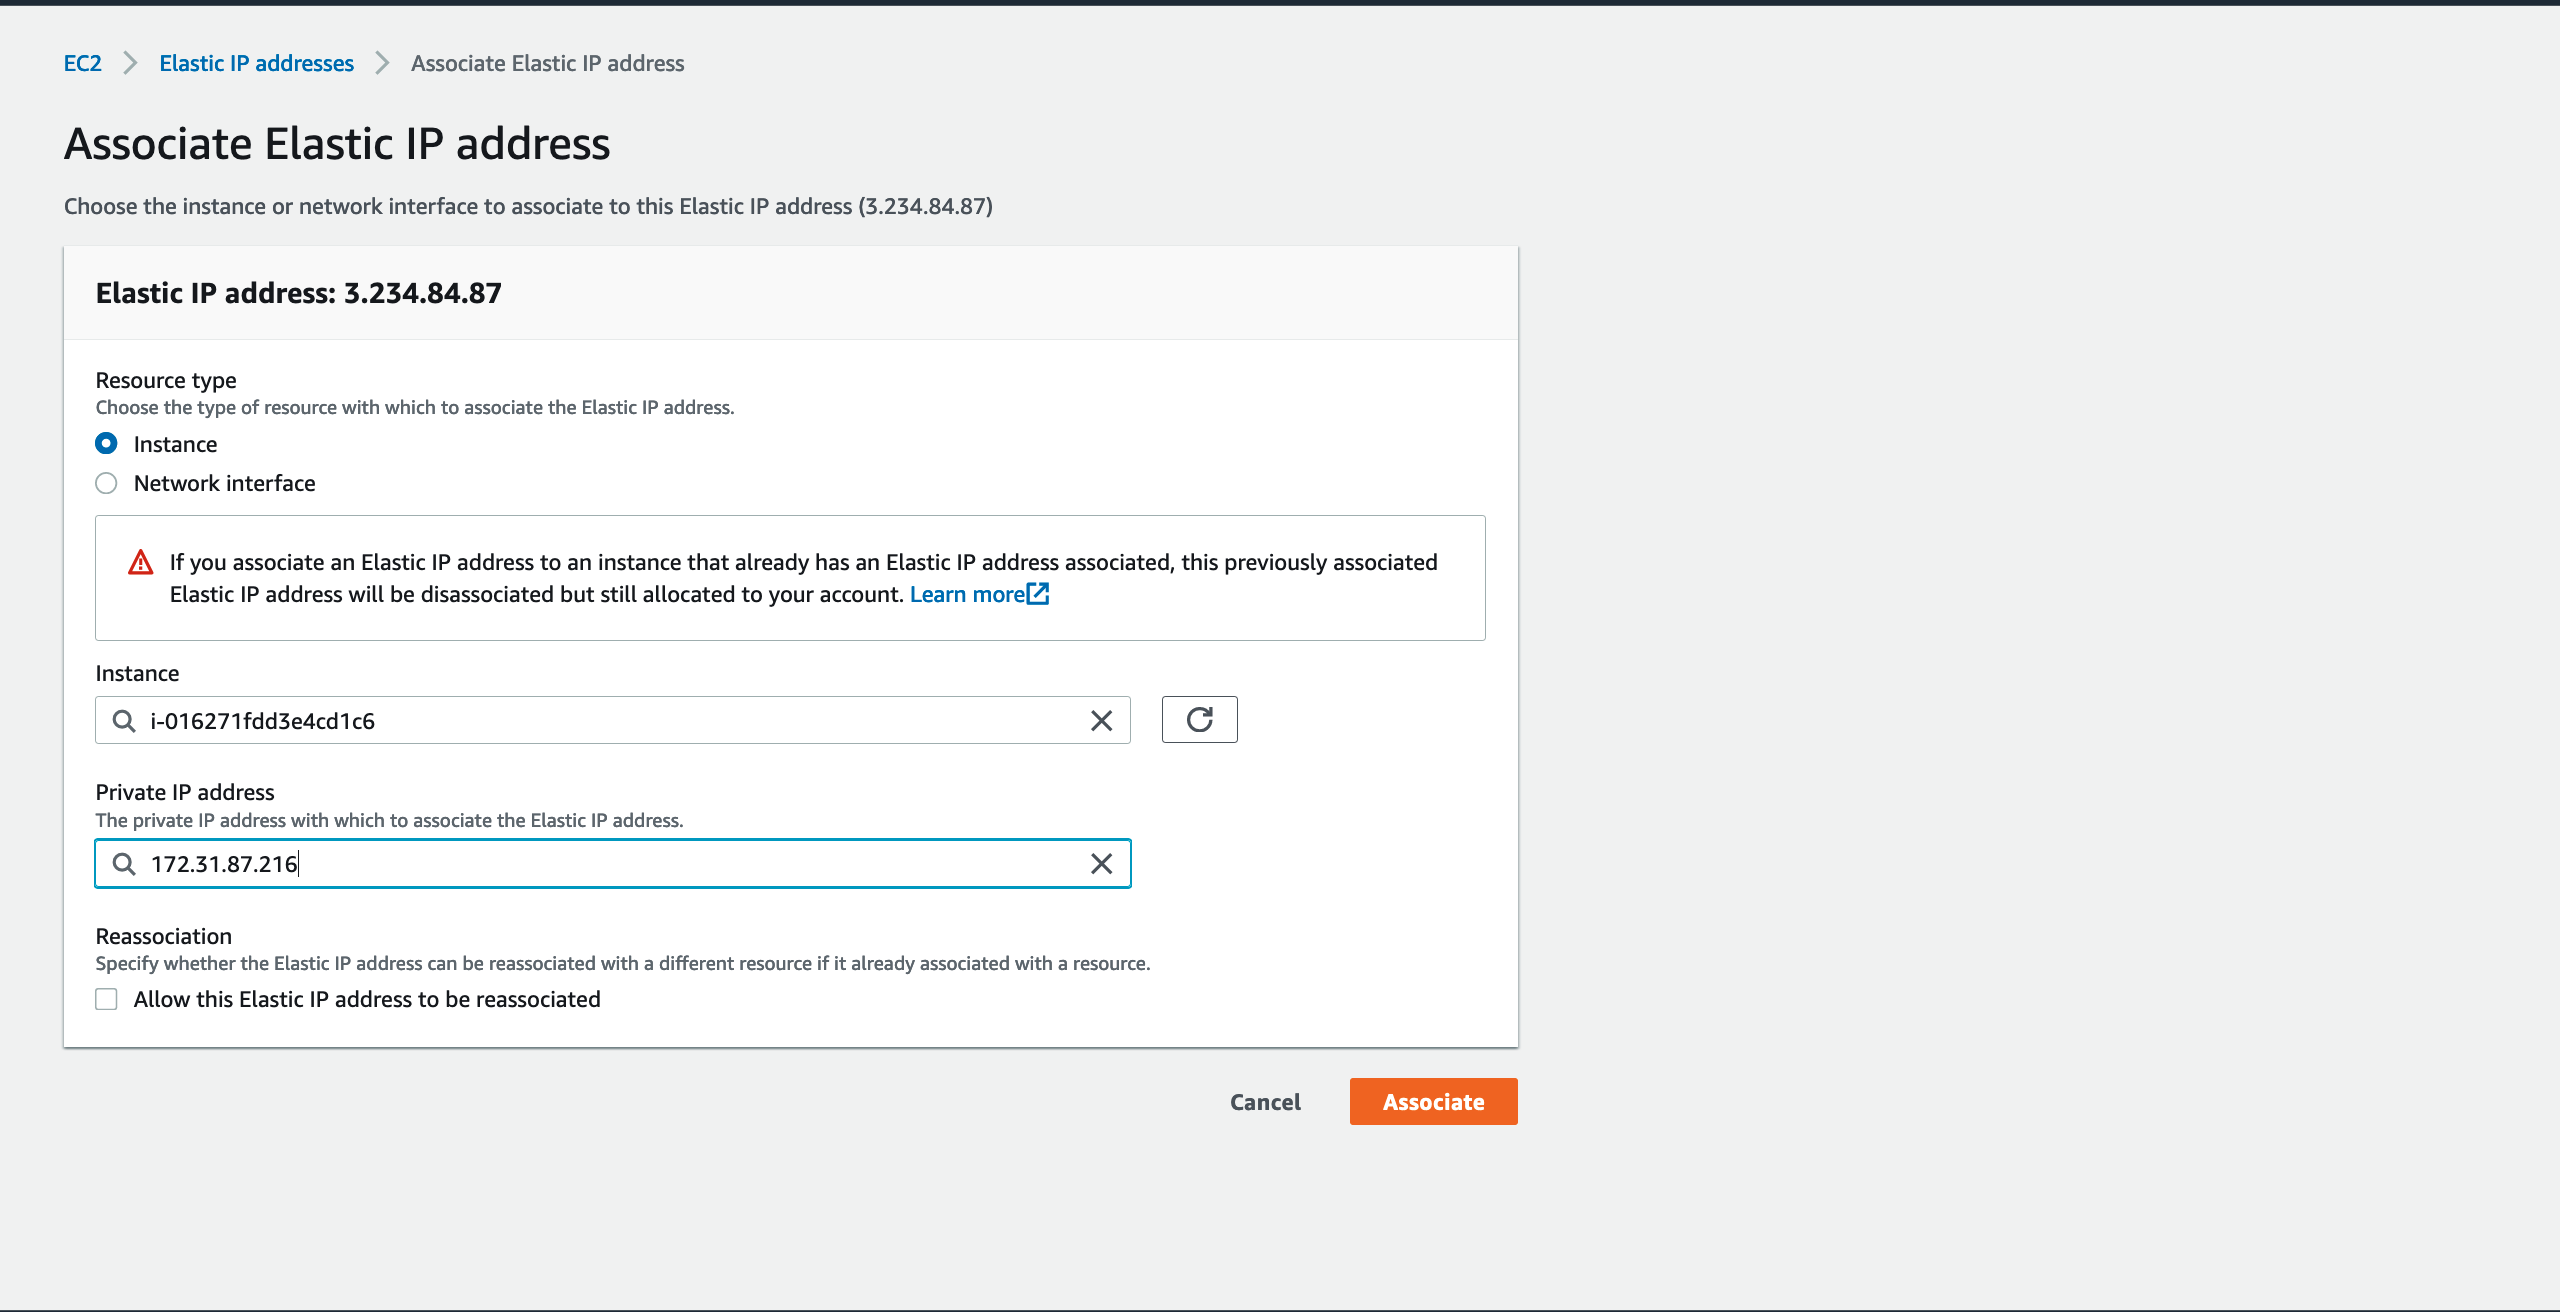 EC2 Elastic IP addresses Associate Elastic IP address
Associate Elastic IP address
Choose the instance or network interface to associate to this Elastic IP address (3.234.84.87)
Elastic IP address: 3.234.84.87
Resource type
Choose the type of resource with which to associate the Elastic IP address.
Instance
Network interface
If you associate an Elastic IP address to an instance that already has an Elastic IP address associated, this previously associated
Elastic IP address will be disassociated but still allocated to your account. Learn more
Instance
i-016271fdd3e4cd1c6
Private IP address
The private IP address with which to associate the Elastic IP address.
172.31.87.216
Reassociation
Specify whether the Elastic IP address can be reassociated with a different resource if it already associated with a resource.
Allow this Elastic IP address to be reassociated
Cancel Associate